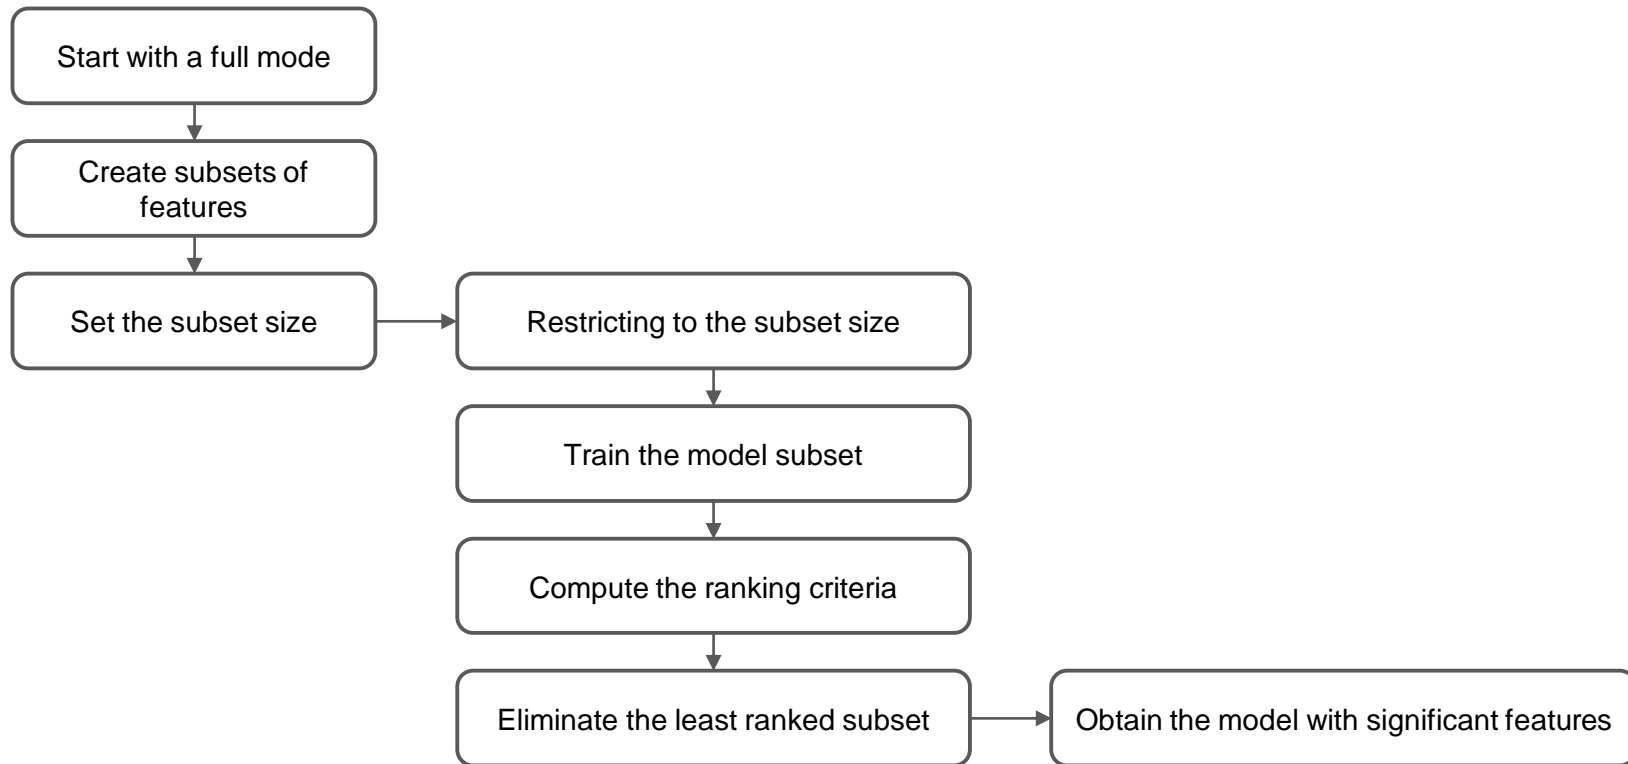 Start with a full mode
Create subsets of
features
Set the subset size
Restricting to the subset size
Train the model subset
Compute the ranking criteria
Eliminate the least ranked subset
Obtain the model with significant features